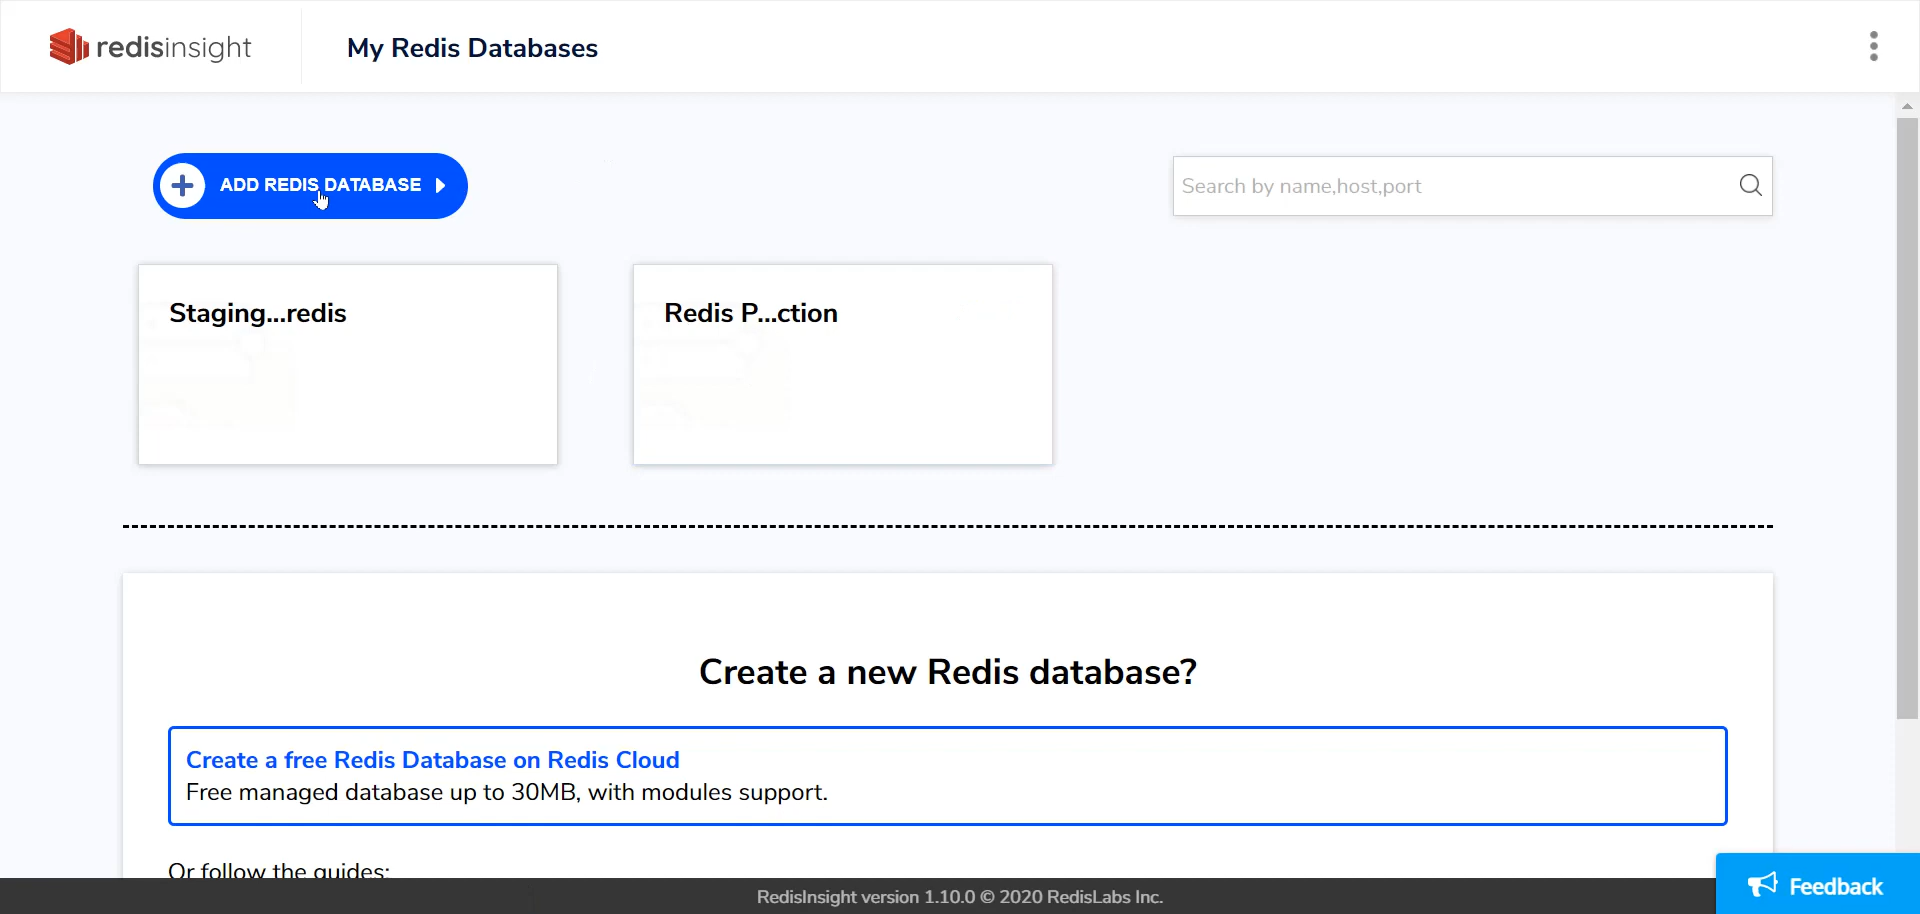 redisinsight
My Redis Databases
ADD REDIS DATABASE
Search by name,host,port
Staging...redis
Redis P...ction
Create a new Redis database?
Create a free Redis Database on Redis Cloud
Free managed database up to 30MB, with modules support.
Or follow the guides:
RedisInsight version 1.10.0 © 2020 RedisLabs Inc.
Feedback